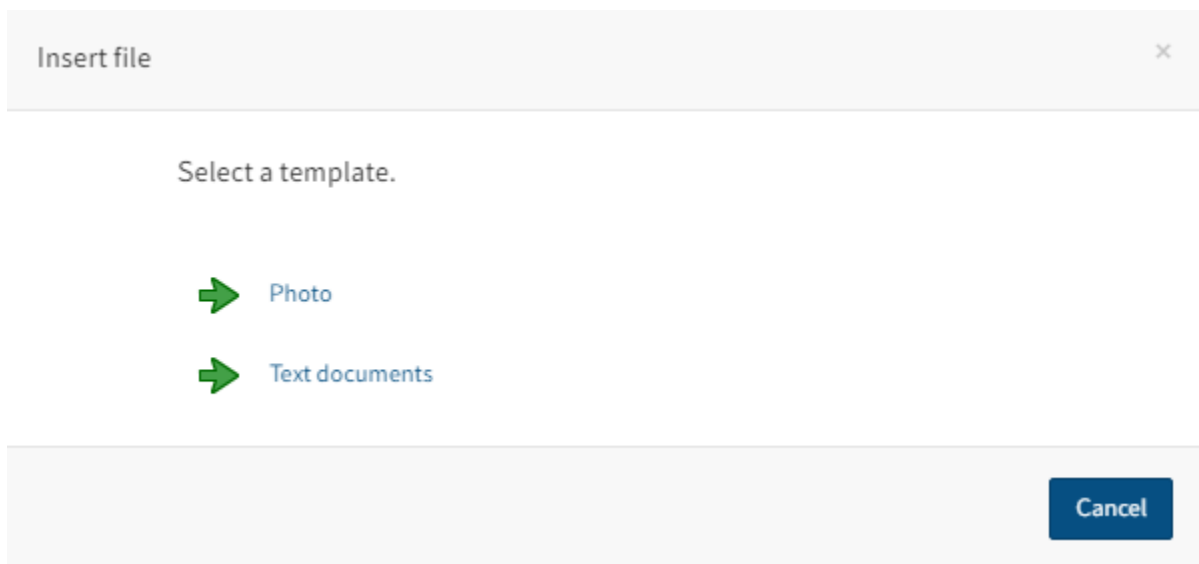 Insert file
×
Select a template.
Photo
Text documents
Cancel